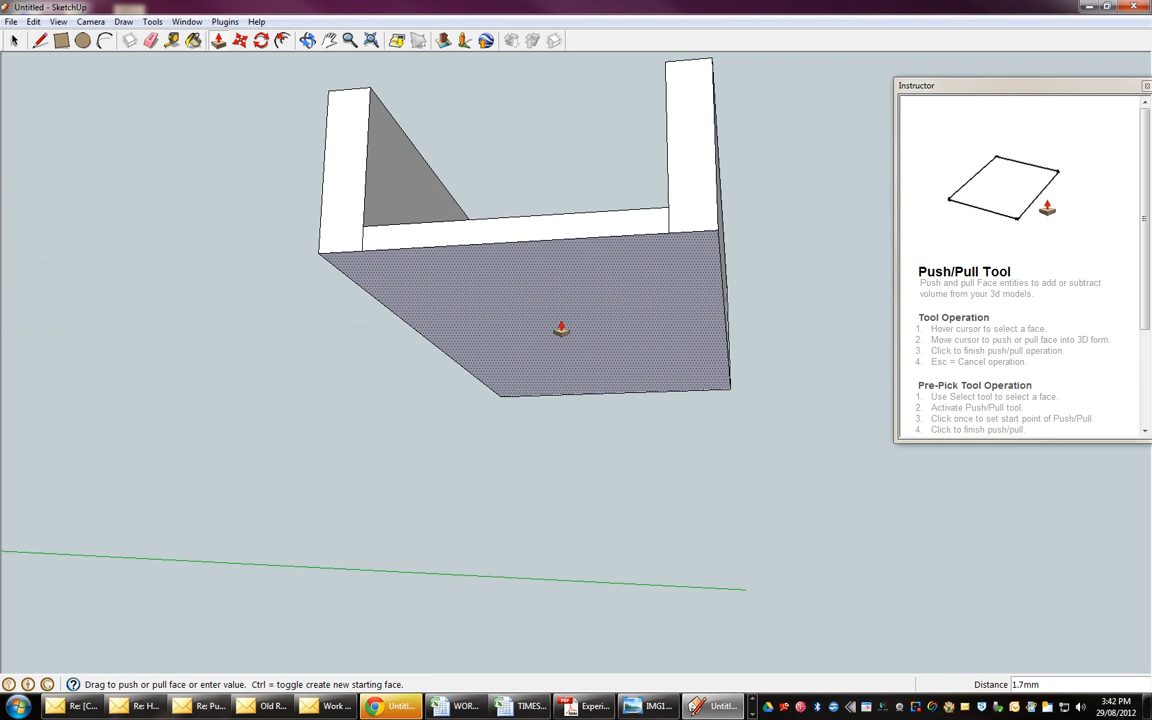 Untitled - SketchUp
File Edit View Camera Draw Tools Window Plugins Help
Instructor
Push/Pull Tool
Push and pull Face entities to add or subtract
volume from your 3d models.
Tool Operation
1. Hover cursor to select a face.
2. Move cursor to push or pull face into 3D form.
3. Click to finish push/pull operation.
4. Esc = Cancel operation.
Pre-Pick Tool Operation
1. Use Select tool to select a face.
2. Activate Push/Pull tool.
3. Click once to set start point of Push/Pull.
4. Click to finish push/pull.
Drag to push or pull face or enter value. Ctrl = toggle create new starting face.
Distance 1.7mm
Re: [C... Re: H... Re: Pu... Old R... Work ... Untitl... WOR... TIMES... Experi... IMG1... Untitl...
3:42 PM
29/08/2012